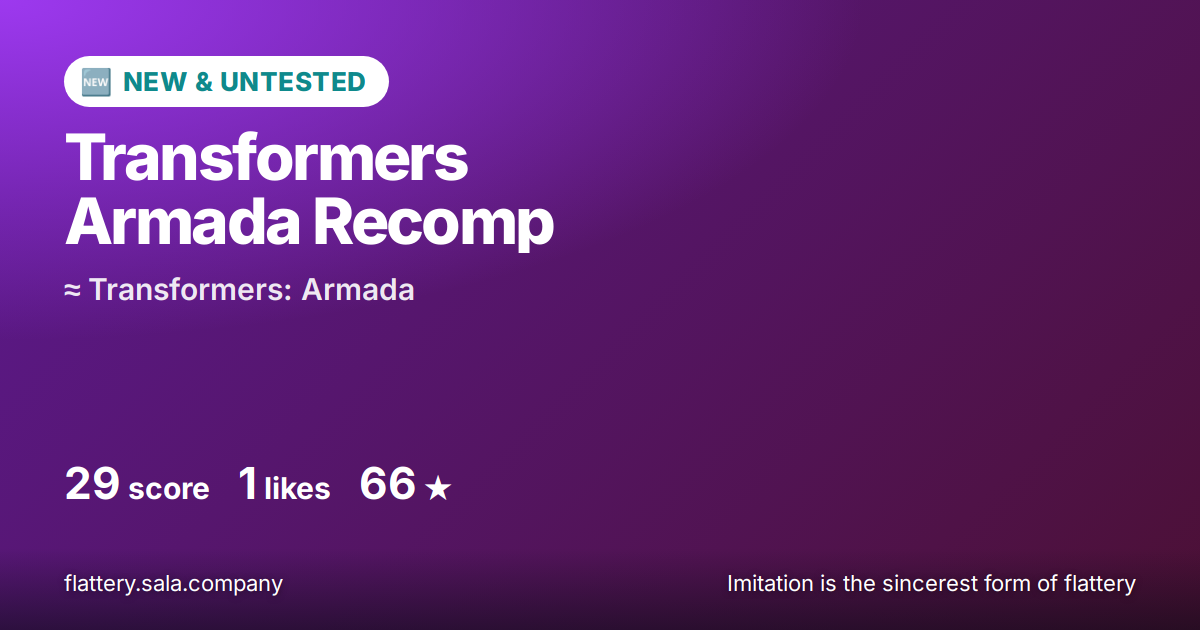 🆕 NEW & UNTESTED
Transformers
Armada Recomp
≈ Transformers: Armada
29 score 1 likes 66 ★
flattery.sala.company
Imitation is the sincerest form of flattery